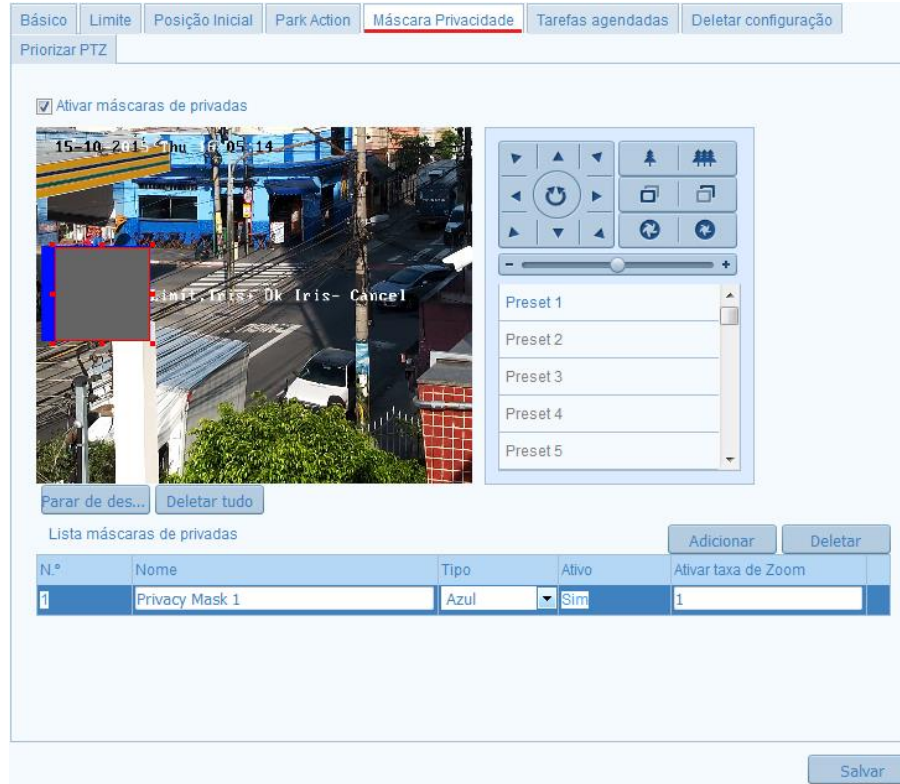 Básico Limite Posição Inicial Park Action Máscara Privacidade Tarefas agendadas Deletar configuração
Priorizar PTZ
Ativar máscaras de privadas
15-10 2015 Thu 05 14
Limit,Iris+ Ok Iris- Cancel
Preset 1
Preset 2
Preset 3
Preset 4
Preset 5
Parar de des... Deletar tudo
Lista máscaras de privadas Adicionar Deletar
N.º Nome Tipo Ativo Ativar taxa de Zoom
1 Privacy Mask 1 Azul Sim 1
Salvar